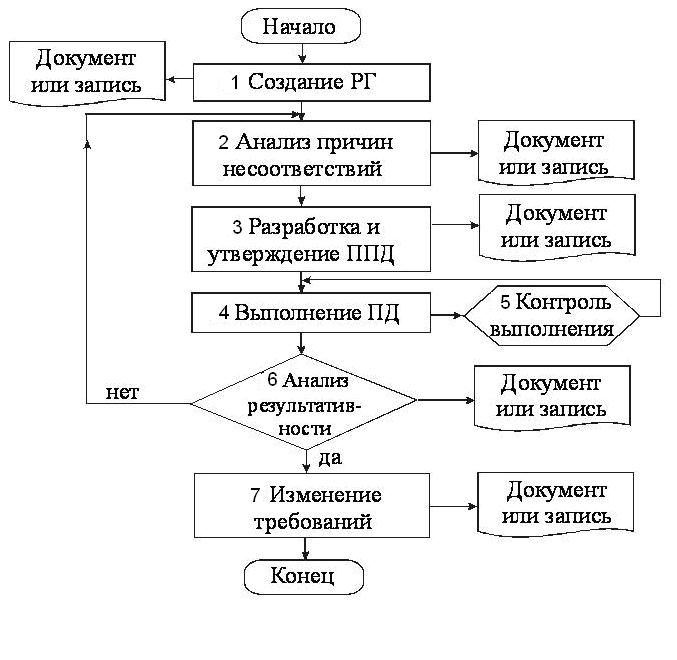 Начало
Документ
или запись
1 Создание РГ
2 Анализ причин
несоответствий
Документ
или запись
3 Разработка и
утверждение ППД
Документ
или запись
4 Выполнение ПД
5 Контроль
выполнения
6 Анализ
результатив-
ности
нет
Документ
или запись
да
7 Изменение
требований
Документ
или запись
Конец